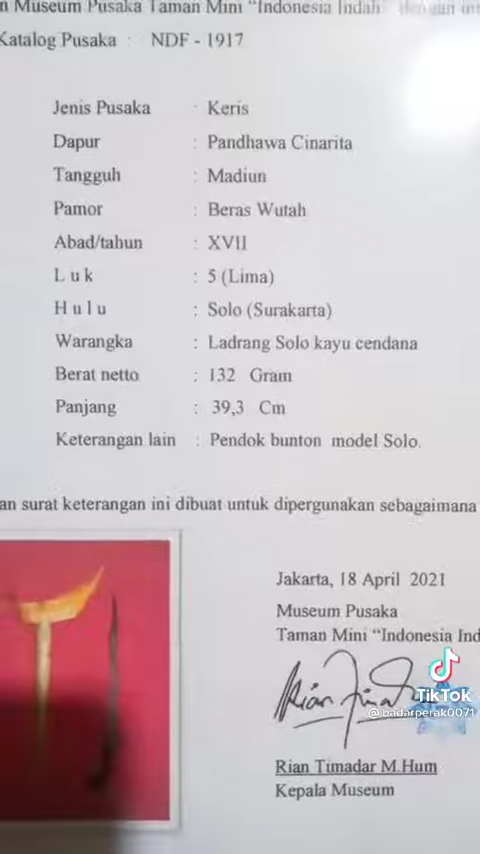 n Museum Pusaka Taman Mini “Indonesia Indah” dengan
Katalog Pusaka : NDF - 1917
Jenis Pusaka : Keris
Dapur : Pandhawa Cinarita
Tangguh : Madiun
Pamor : Beras Wutah
Abad/tahun : XVII
L u k : 5 (Lima)
H u l u : Solo (Surakarta)
Warangka : Ladrang Solo kayu cendana
Berat netto : 132 Gram
Panjang : 39,3 Cm
Keterangan lain : Pendok bunton model Solo.
an surat keterangan ini dibuat untuk dipergunakan sebagaimana
Jakarta, 18 April 2021
Museum Pusaka
Taman Mini “Indonesia Ind
Rian Timadar
TikTok
@badarperak0071
Rian Timadar M.Hum
Kepala Museum